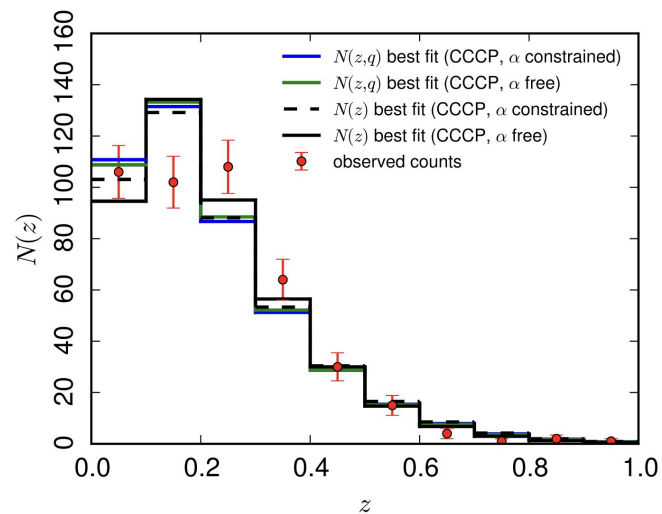 160
140
120
100
80
60
40
20
0
N(z)
N(z,q) best fit (CCCP, α constrained)
N(z,q) best fit (CCCP, α free)
N(z) best fit (CCCP, α constrained)
N(z) best fit (CCCP, α free)
observed counts
0.0 0.2 0.4 0.6 0.8 1.0
z